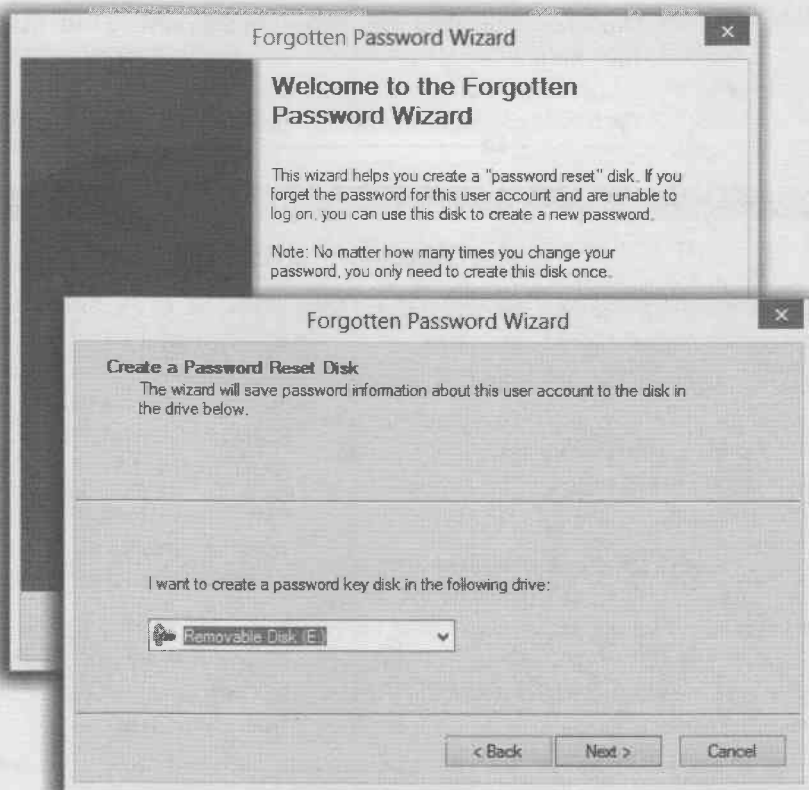 Forgotten Password Wizard
Welcome to the Forgotten
Password Wizard
This wizard helps you create a "password reset" disk. If you
forget the password for this user account and are unable to
log on, you can use this disk to create a new password.
Note: No matter how many times you change your
password, you only need to create this disk once.
Forgotten Password Wizard
Create a Password Reset Disk
The wizard will save password information about this user account to the disk in
the drive below.
I want to create a password key disk in the following drive:
Removable Disk (E:)
< Back
Next >
Cancel